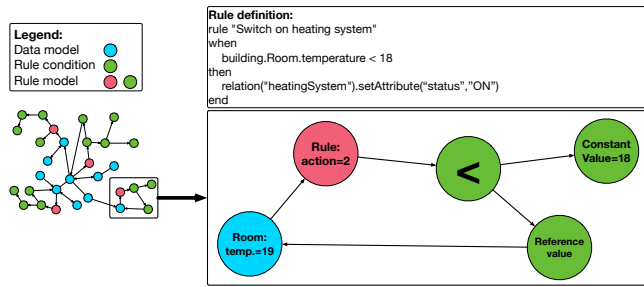 Legend:
Data model
Rule condition
Rule model
Rule definition:
rule "Switch on heating system"
when
building.Room.temperature < 18
then
relation("heatingSystem").setAttribute(“status”,”ON”)
end
Rule:
action=2
<
Constant
Value=18
Room:
temp.=19
Reference
value